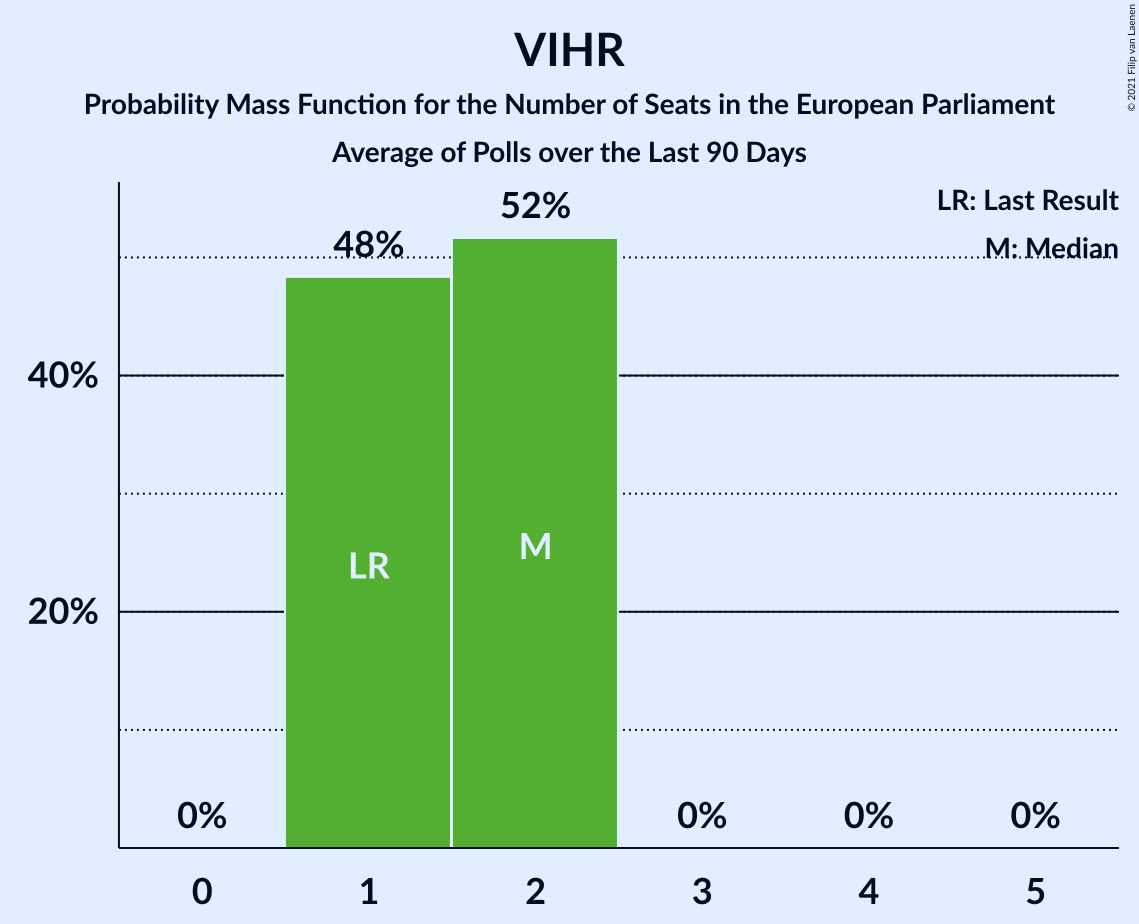 VIHR
Probability Mass Function for the Number of Seats in the European Parliament
Average of Polls over the Last 90 Days
© 2021 Filip van Laenen
LR: Last Result
M: Median
52%
48%
40%
20%
LR
M
0%
0%
0%
0%
0
1
2
3
4
5